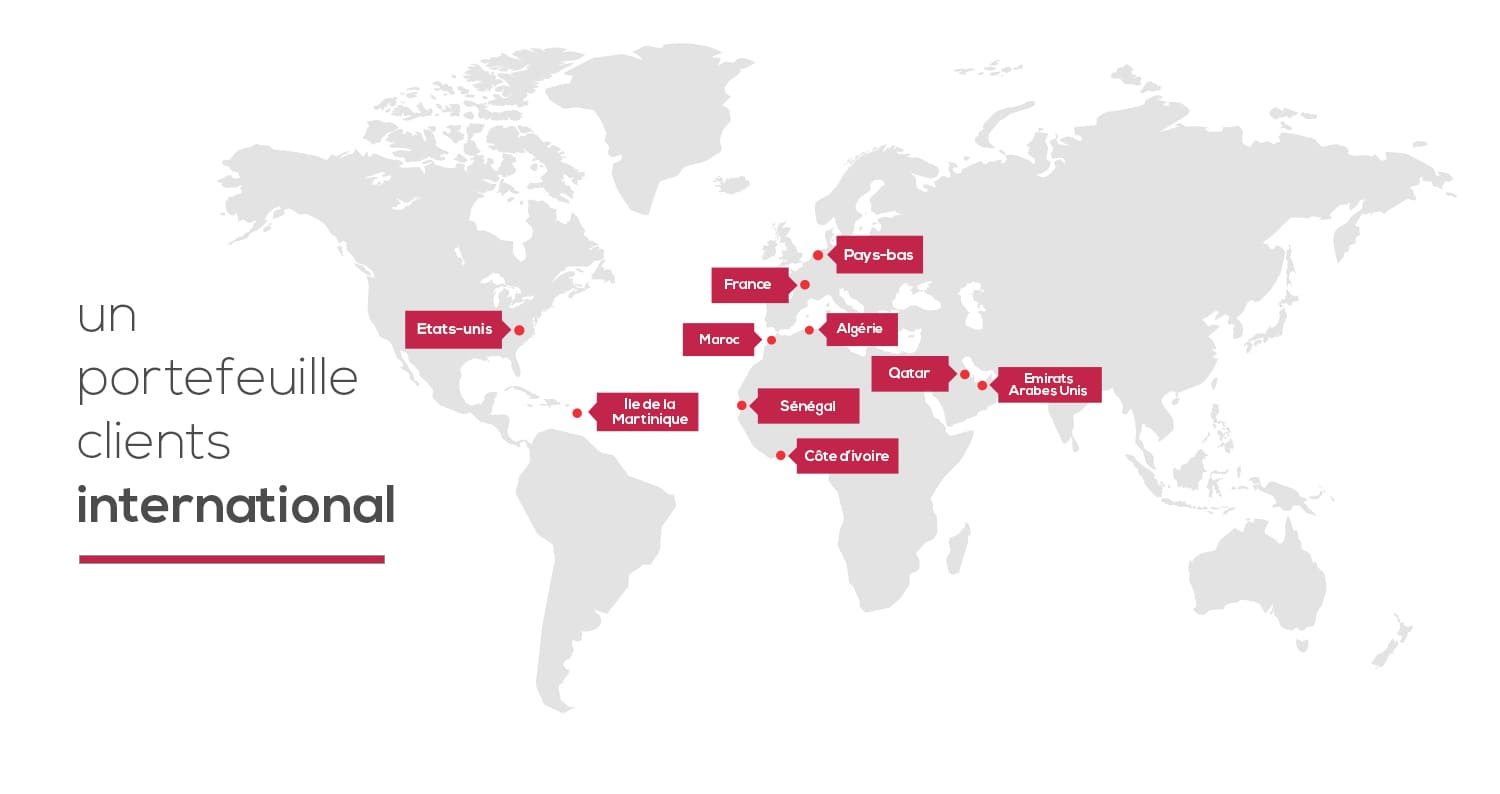 un
portefeuille
clients
international
Pays-bas
France
Etats-unis
Maroc
Algérie
Qatar
Emirats
Arabes Unis
Ile de la
Martinique
Sénégal
Côte d'ivoire